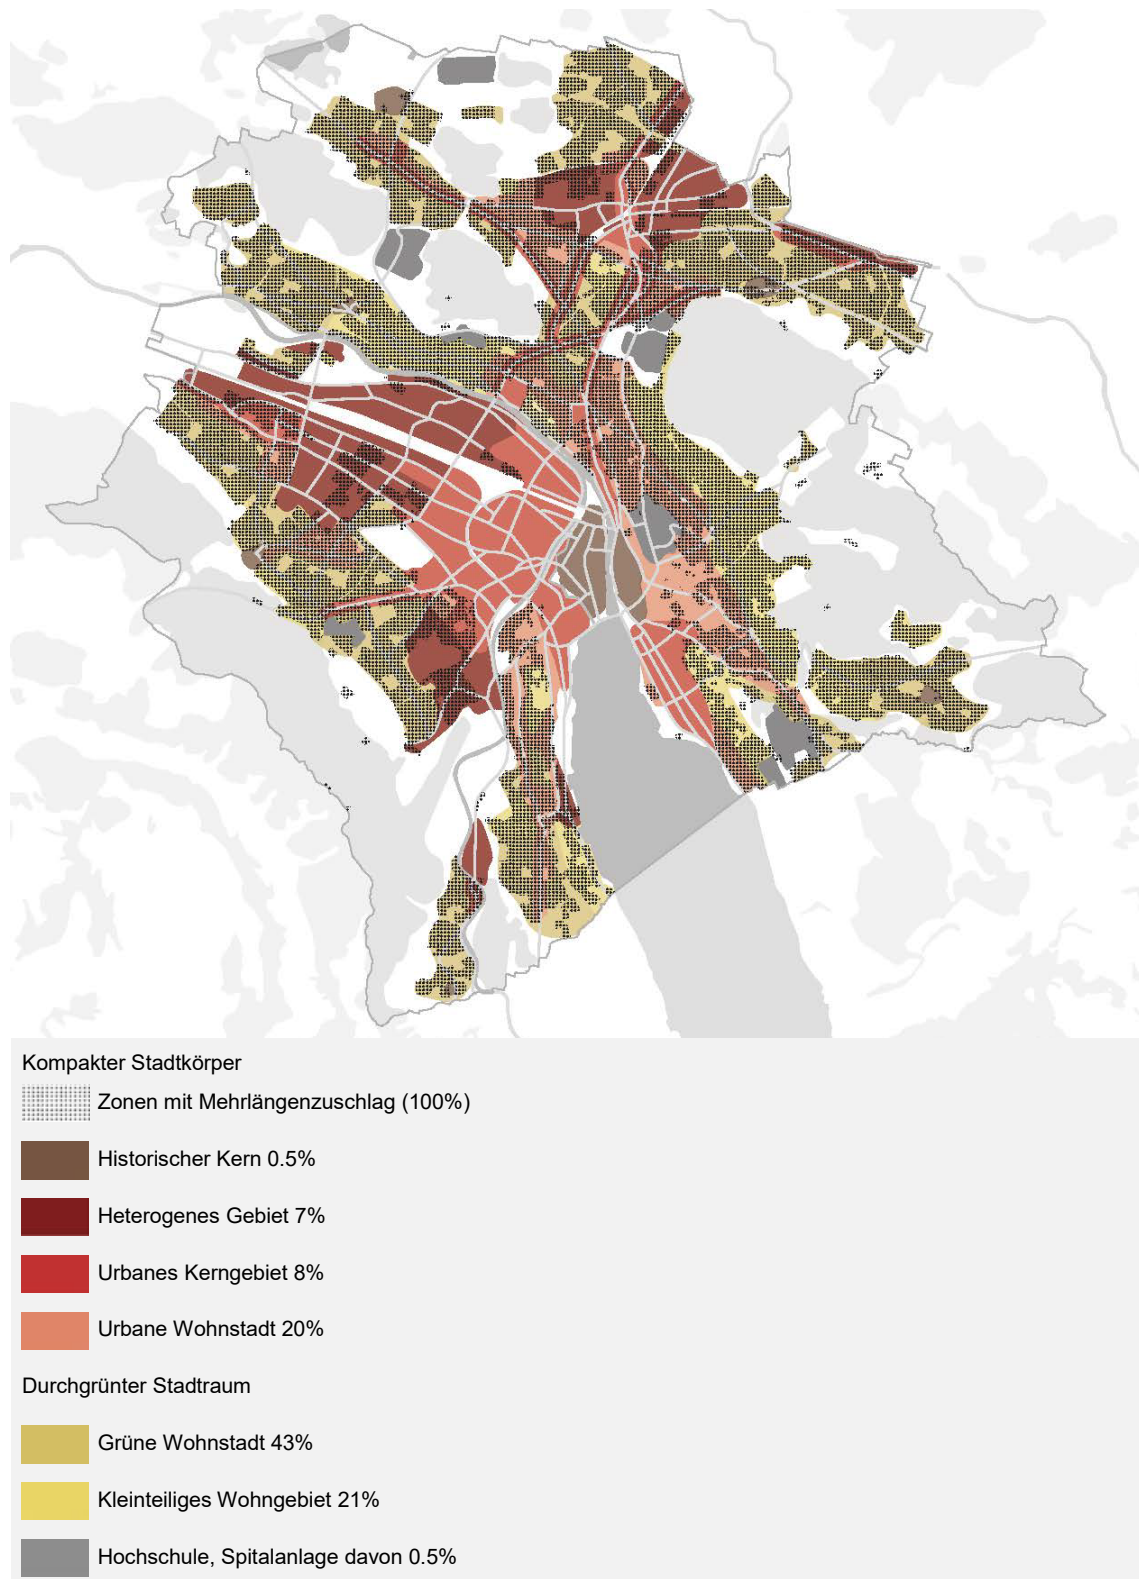 Kompakter Stadtkörper
Zonen mit Mehrlängenzuschlag (100%)
Historischer Kern 0.5%
Heterogenes Gebiet 7%
Urbanes Kerngebiet 8%
Urbane Wohnstadt 20%
Durchgrünter Stadtraum
Grüne Wohnstadt 43%
Kleinteiliges Wohngebiet 21%
Hochschule, Spitalanlage davon 0.5%